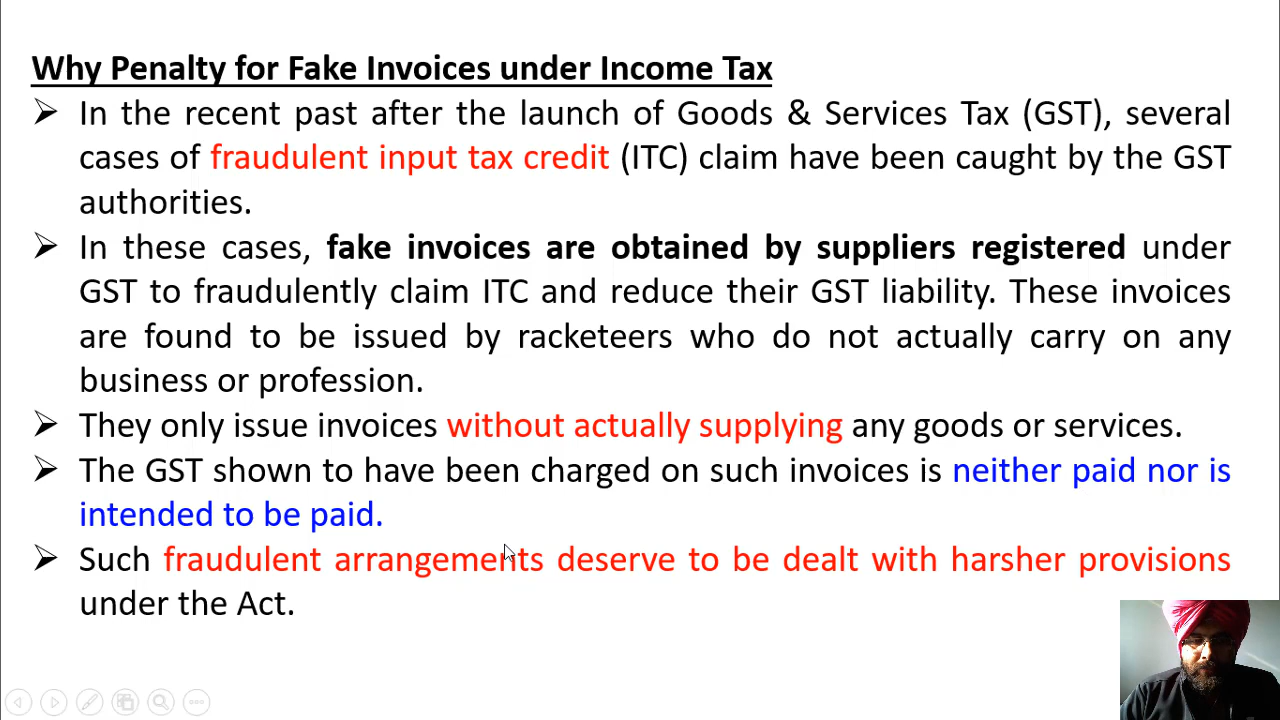 Why Penalty for Fake Invoices under Income Tax
➢ In the recent past after the launch of Goods & Services Tax (GST), several
cases of fraudulent input tax credit (ITC) claim have been caught by the GST
authorities.
➢ In these cases, fake invoices are obtained by suppliers registered under
GST to fraudulently claim ITC and reduce their GST liability. These invoices
are found to be issued by racketeers who do not actually carry on any
business or profession.
➢ They only issue invoices without actually supplying any goods or services.
➢ The GST shown to have been charged on such invoices is neither paid nor is
intended to be paid.
➢ Such fraudulent arrangements deserve to be dealt with harsher provisions
under the Act.